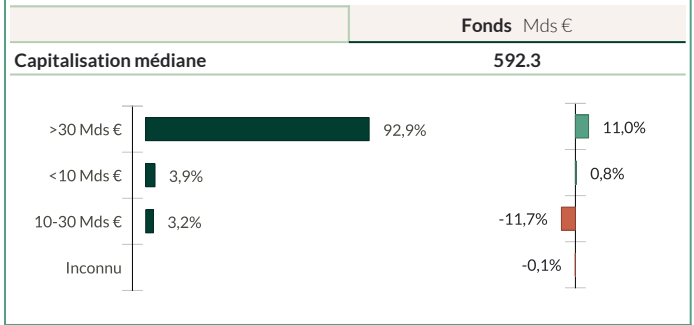 Fonds Mds €
Capitalisation médiane 592.3
>30 Mds € 92,9% 11,0%
<10 Mds € 3,9% 0,8%
10-30 Mds € 3,2% -11,7%
Inconnu -0,1%